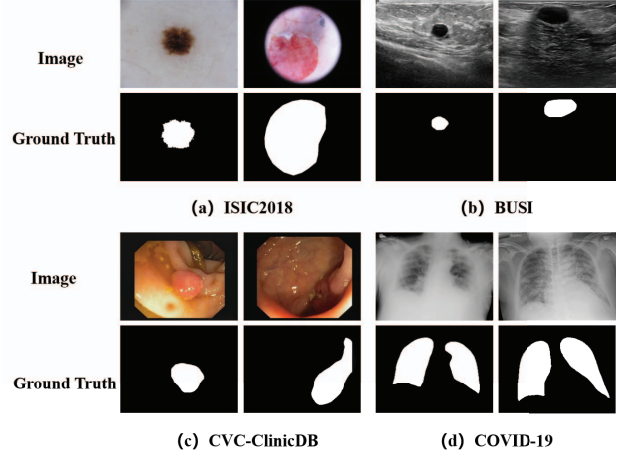 Image
Ground Truth
(a) ISIC2018
(b) BUSI
Image
Ground Truth
(c) CVC-ClinicDB
(d) COVID-19